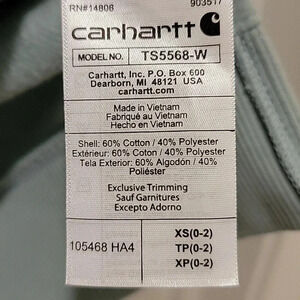 RN#14806 903517
carhartt
MODEL NO. TS5568-W
Carhartt, Inc. P.O. Box 600
Dearborn, MI 48121 USA
carhartt.com
Made in Vietnam
Fabriqué au Vietnam
Hecho en Vietnam
Shell: 60% Cotton / 40% Polyester
Extérieur: 60% Coton / 40% Polyester
Tela Exterior: 60% Algodón / 40%
Poliéster
Exclusive Trimming
Sauf Garnitures
Excepto Adorno
105468 HA4
XS(0-2)
TP(0-2)
XP(0-2)